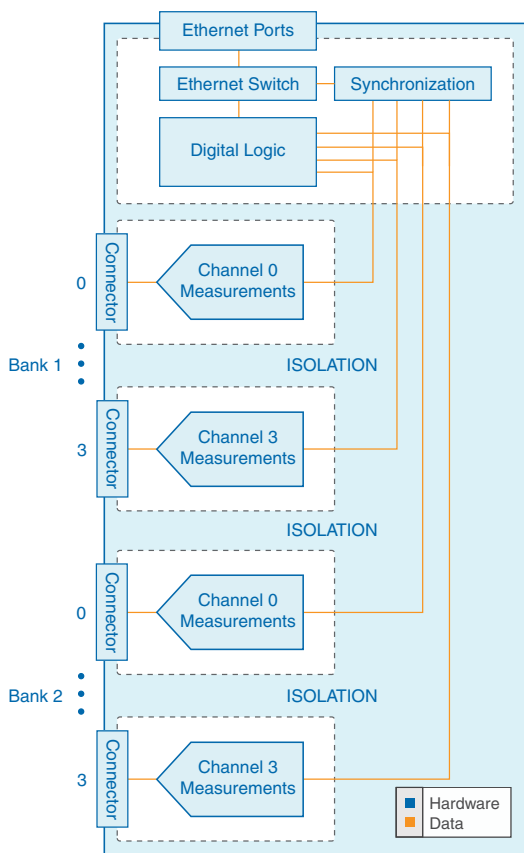 Ethernet Ports
Ethernet Switch
Synchronization
Digital Logic
0
Connector
Channel 0
Measurements
Bank 1
ISOLATION
3
Connector
Channel 3
Measurements
ISOLATION
0
Connector
Channel 0
Measurements
Bank 2
ISOLATION
3
Connector
Channel 3
Measurements
Hardware
Data